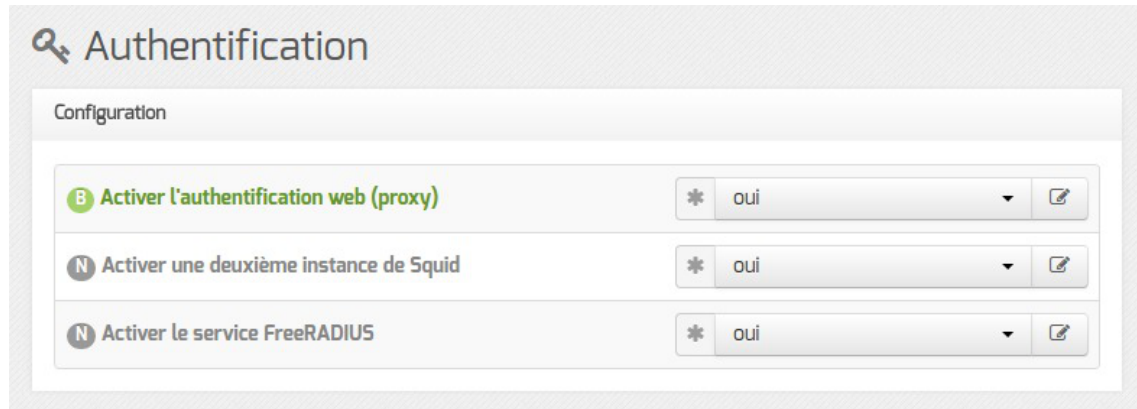 Authentification
Configuration
B Activer l'authentification web (proxy) * oui
N Activer une deuxième instance de Squid * oui
N Activer le service FreeRADIUS * oui